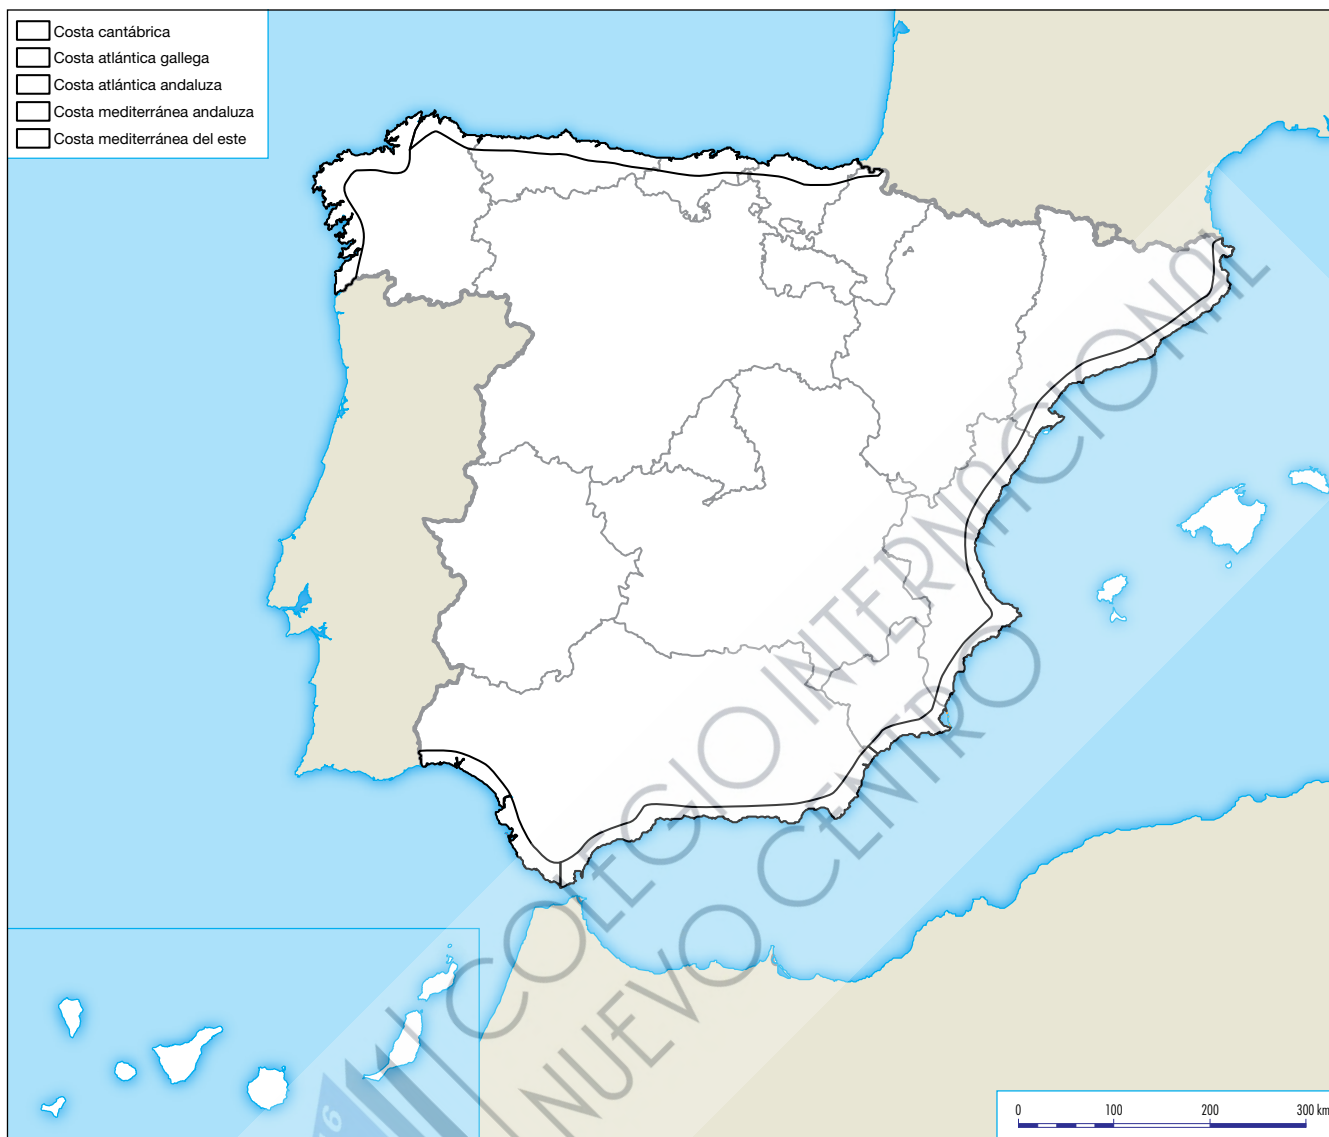 Costa cantábrica
Costa atlántica gallega
Costa atlántica andaluza
Costa mediterránea andaluza
Costa mediterránea del este
COLEGIO INTERNACIONAL
NUEVO CENTRO
16
0 100 200 300 km